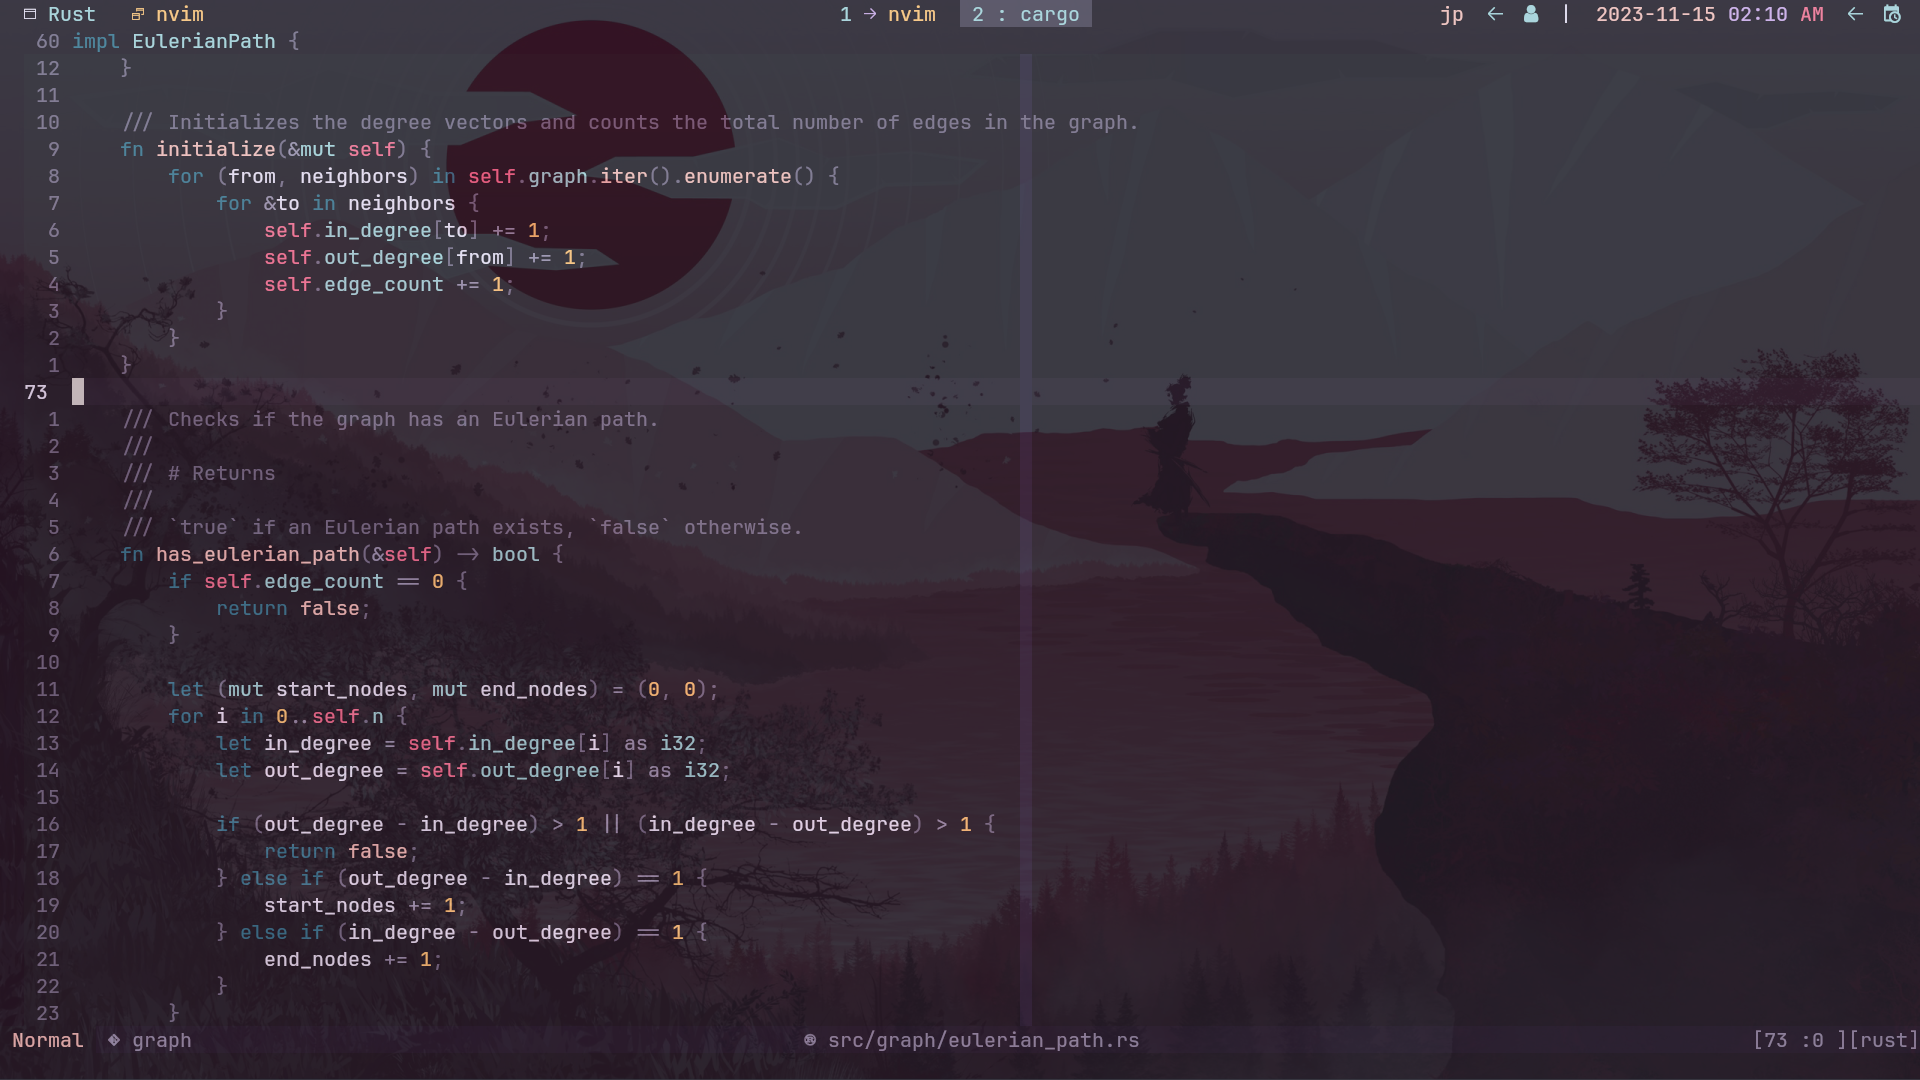 Rust nvim 1 → nvim 2 : cargo jp ← | 2023-11-15 02:10 AM ←
60 impl EulerianPath {
12     }
11
10     /// Initializes the degree vectors and counts the total number of edges in the graph.
9     fn initialize(&mut self) {
8         for (from, neighbors) in self.graph.iter().enumerate() {
7             for &to in neighbors {
6                 self.in_degree[to] += 1;
5                 self.out_degree[from] += 1;
4                 self.edge_count += 1;
3             }
2         }
1     }
73
1     /// Checks if the graph has an Eulerian path.
2     ///
3     /// # Returns
4     ///
5     /// `true` if an Eulerian path exists, `false` otherwise.
6     fn has_eulerian_path(&self) -> bool {
7         if self.edge_count == 0 {
8             return false;
9         }
10
11         let (mut start_nodes, mut end_nodes) = (0, 0);
12         for i in 0..self.n {
13             let in_degree = self.in_degree[i] as i32;
14             let out_degree = self.out_degree[i] as i32;
15
16             if (out_degree - in_degree) > 1 || (in_degree - out_degree) > 1 {
17                 return false;
18             } else if (out_degree - in_degree) == 1 {
19                 start_nodes += 1;
20             } else if (in_degree - out_degree) == 1 {
21                 end_nodes += 1;
22             }
23         }
Normal graph src/graph/eulerian_path.rs [73 :0 ][rust]